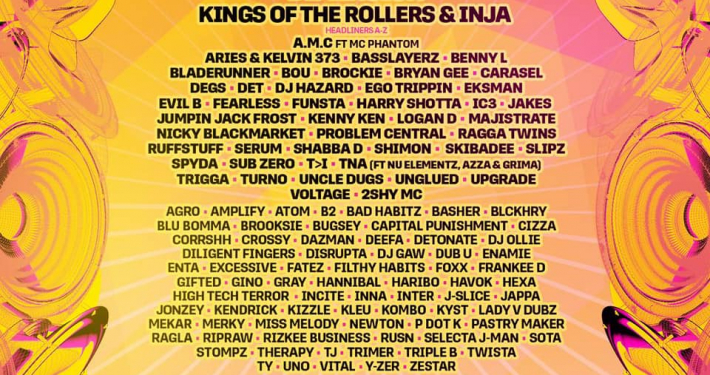 KINGS OF THE ROLLERS & INJA
HEADLINERS A-Z
A.M.C FT MC PHANTOM
ARIES & KELVIN 373 • BASSLAYERZ • BENNY L
BLADERUNNER • BOU • BROCKIE • BRYAN GEE • CARASEL
DEGS • DET • DJ HAZARD • EGO TRIPPIN • EKSMAN
EVIL B • FEARLESS • FUNSTA • HARRY SHOTTA • IC3 • JAKES
JUMPIN JACK FROST • KENNY KEN • LOGAN D • MAJISTRATE
NICKY BLACKMARKET • PROBLEM CENTRAL • RAGGA TWINS
RUFFSTUFF • SERUM • SHABBA D • SHIMON • SKIBADEE • SLIPZ
SPYDA • SUB ZERO • T>I • TNA (FT NU ELEMENTZ, AZZA & GRIMA)
TRIGGA • TURNO • UNCLE DUGS • UNGLUED • UPGRADE
VOLTAGE • 2SHY MC
AGRO • AMPLIFY • ATOM • B2 • BAD HABITZ • BASHER • BLCKHRY
BLU BOMMA • BROOKSIE • BUGSEY • CAPITAL PUNISHMENT • CIZZA
CORRSHH • CROSSY • DAZMAN • DEEFA • DETONATE • DJ OLLIE
DILIGENT FINGERS • DISRUPTA • DJ GAW • DUB U • ENAMIE
ENTA • EXCESSIVE • FATEZ • FILTHY HABITS • FOXX • FRANKEE D
GIFTED • GINO • GRAY • HANNIBAL • HARIBO • HAVOK • HEXA
HIGH TECH TERROR • INCITE • INNA • INTER • J-SLICE • JAPPA
JONZEY • KENDRICK • KIZZLE • KLEU • KOMBO • KYST • LADY V DUBZ
MEKAR • MERKY • MISS MELODY • NEWTON • P DOT K • PASTRY MAKER
RAGLA • RIPRAW • RIZKEE BUSINESS • RUSN • SELECTA J-MAN • SOTA
STOMPZ • THERAPY • TJ • TRIMER • TRIPLE B • TWISTA
TY • UNO • VITAL • Y-ZER • ZESTAR